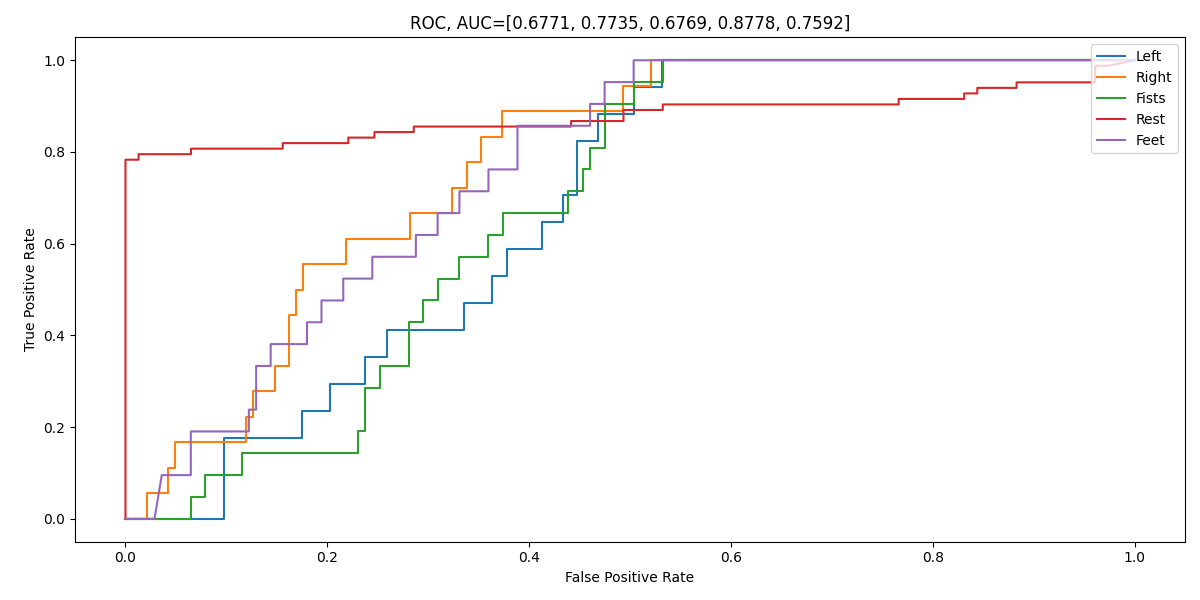 ROC, AUC=[0.6771, 0.7735, 0.6769, 0.8778, 0.7592]
1.0
0.8
0.6
0.4
0.2
0.0
True Positive Rate
Left
Right
Fists
Rest
Feet
0.0 0.2 0.4 0.6 0.8 1.0
False Positive Rate